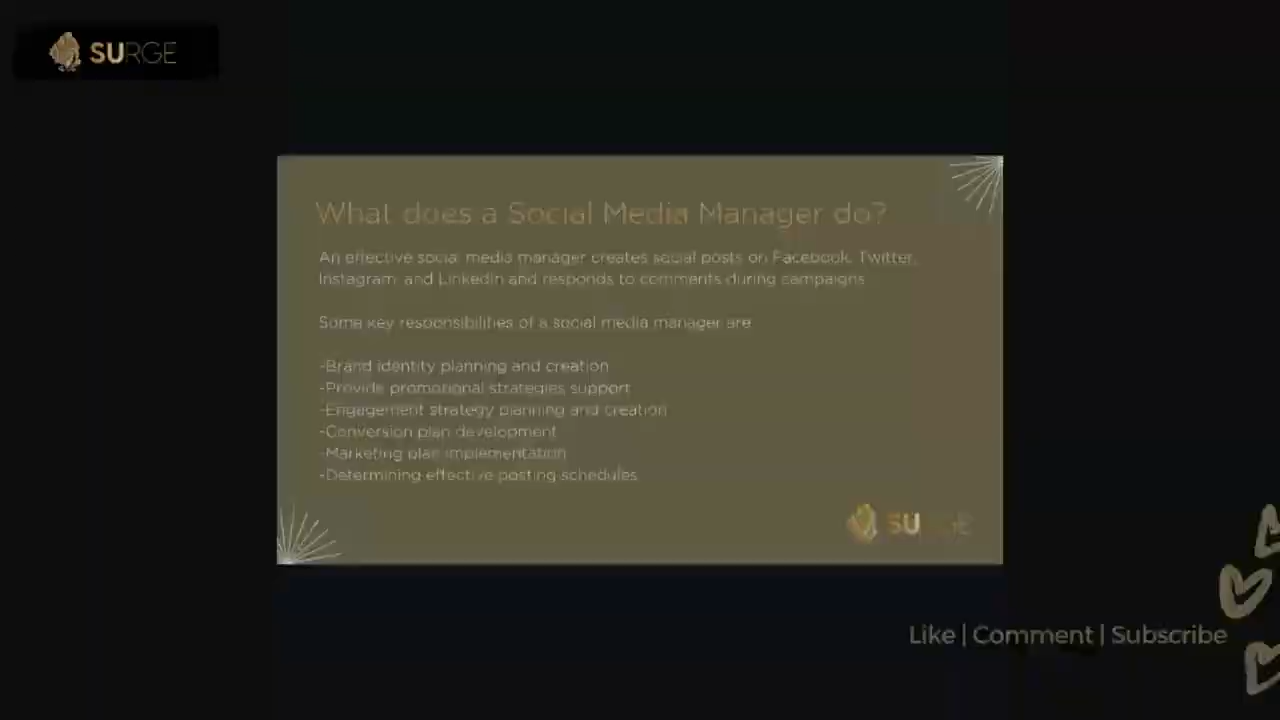 SURGE
What does a Social Media Manager do?
An effective social media manager creates social posts on Facebook, Twitter,
Instagram, and LinkedIn and responds to comments during campaigns.
Some key responsibilities of a social media manager are
-Brand identity planning and creation
-Provide promotional strategies support
-Engagement strategy planning and creation
-Conversion plan development
-Marketing plan implementation
-Determining effective posting schedules
SURGE
Like | Comment | Subscribe